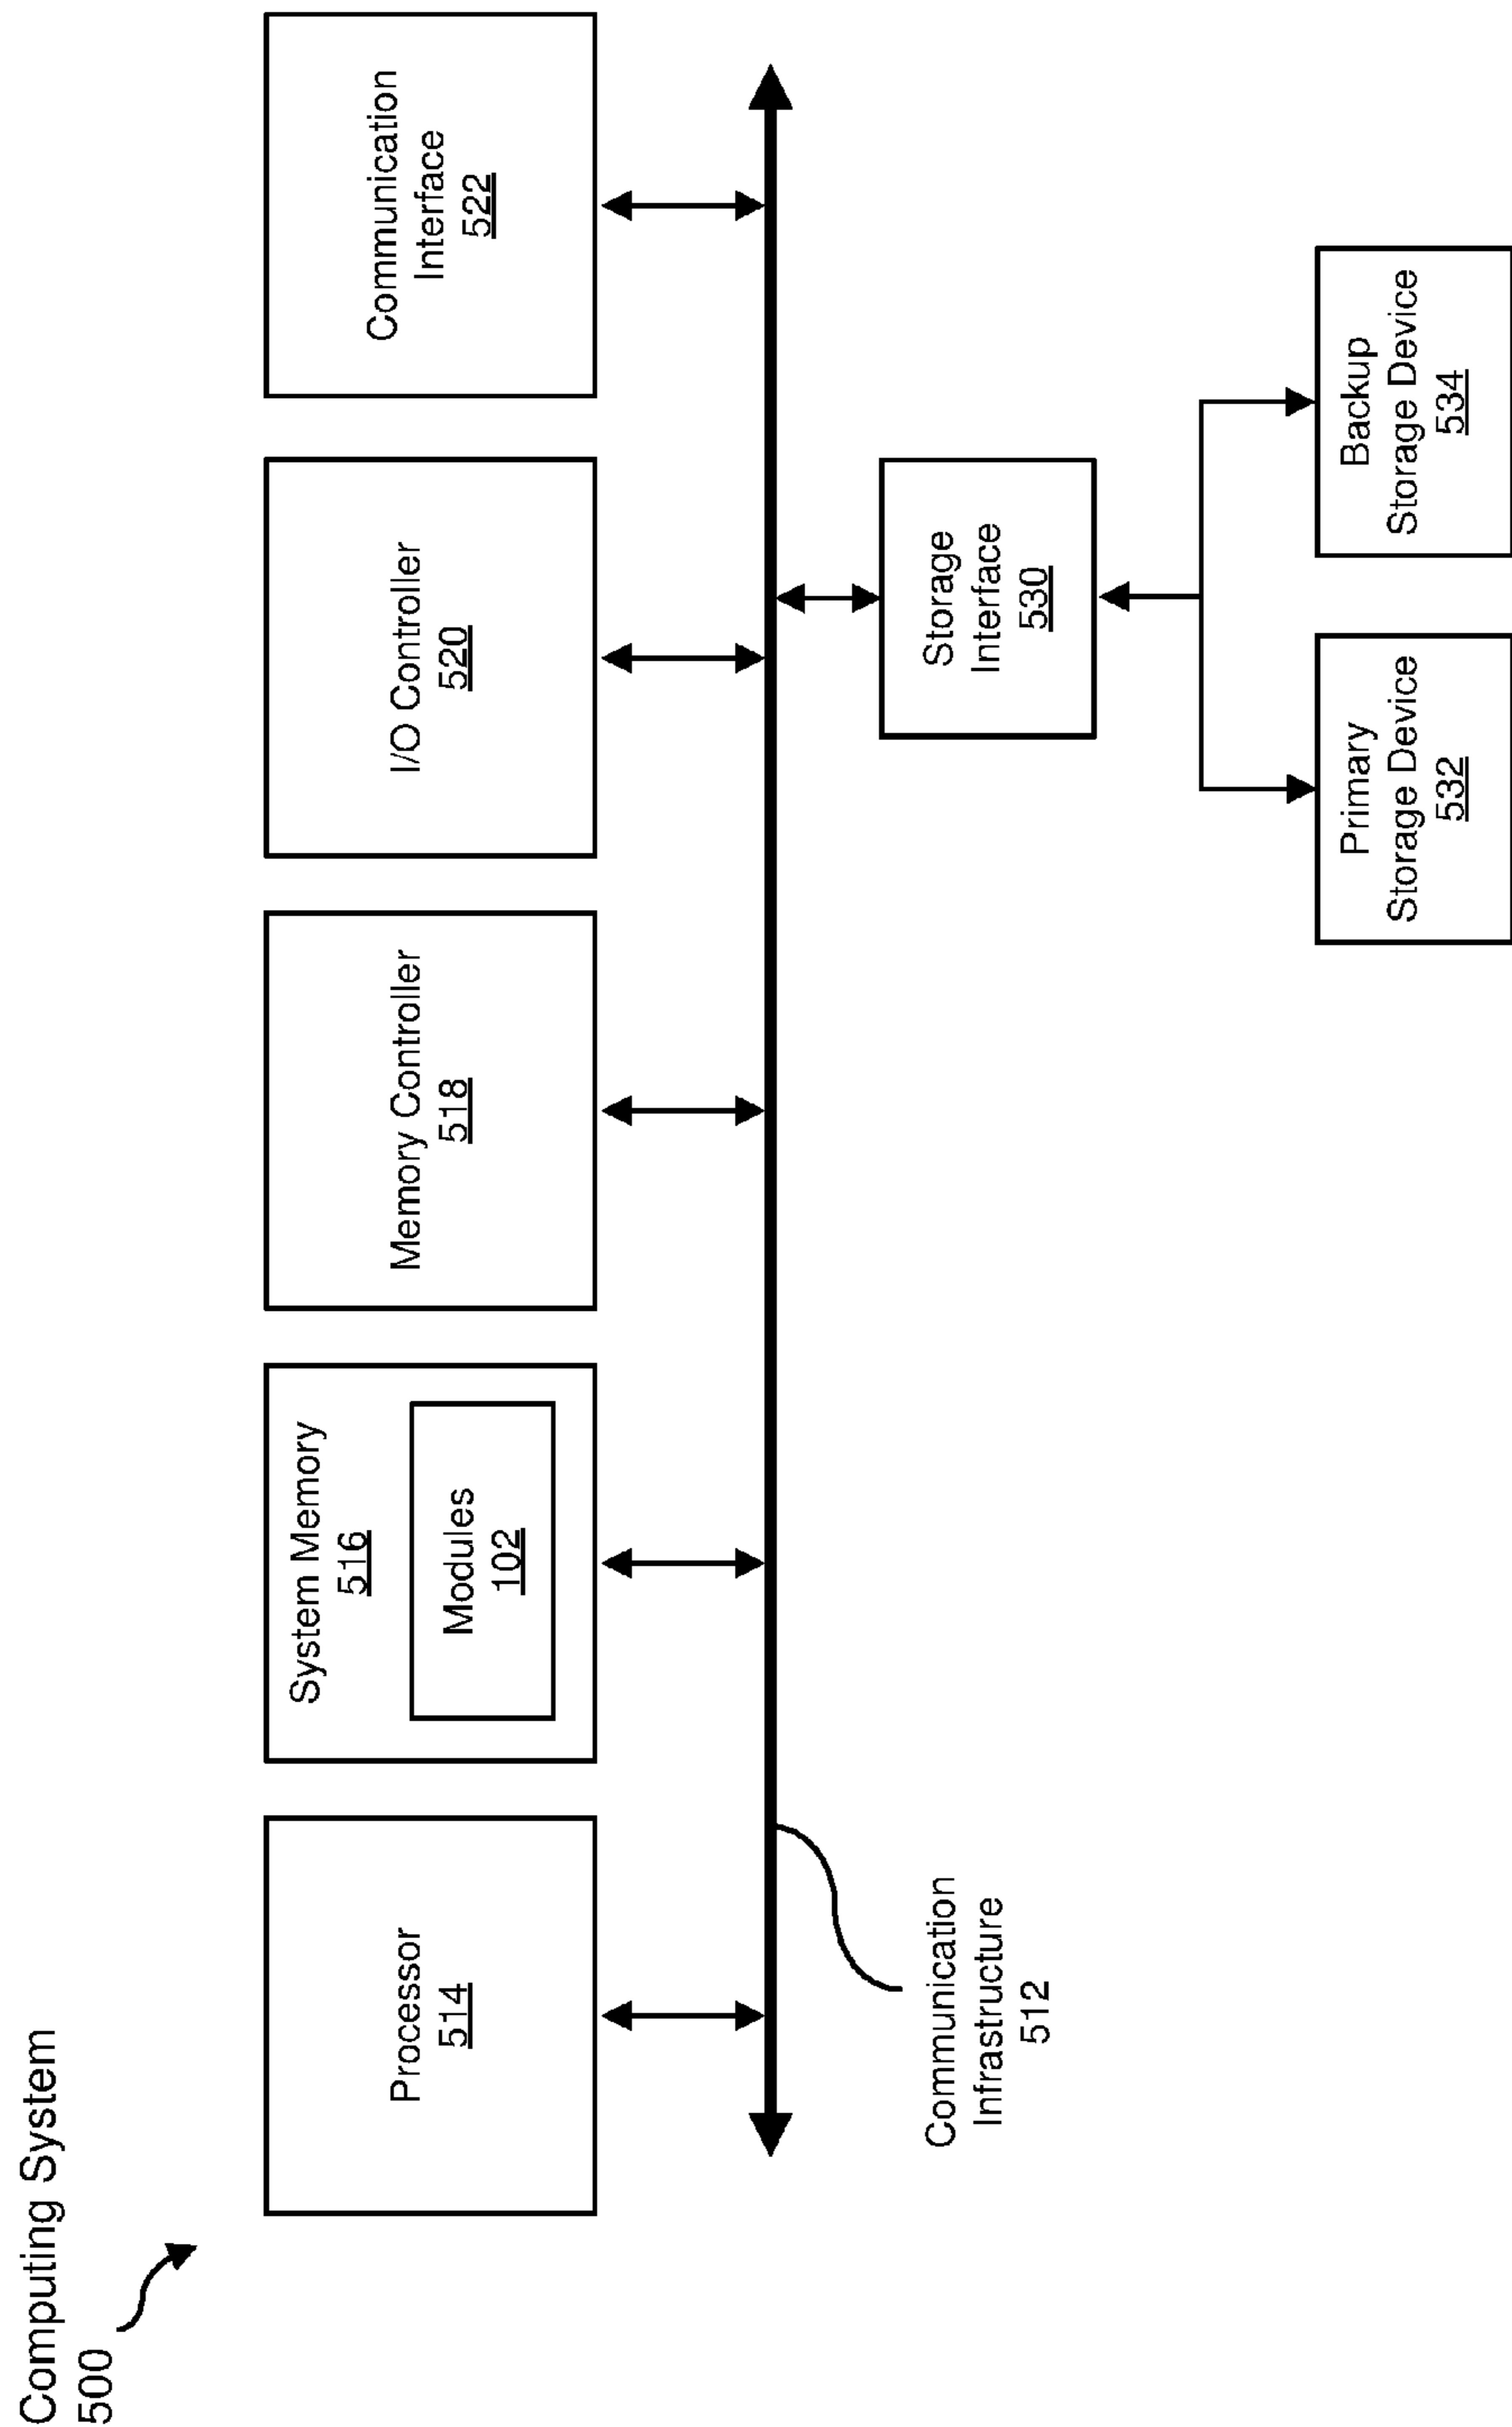 Computing System
500
Processor
514
System Memory
516
Modules
102
Memory Controller
518
I/O Controller
520
Communication
Interface
522
Communication
Infrastructure
512
Storage
Interface
530
Primary
Storage Device
532
Backup
Storage Device
534